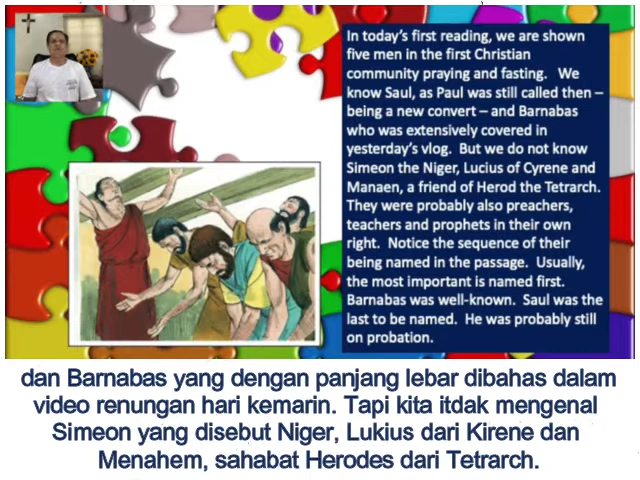 In today's first reading, we are shown
five men in the first Christian
community praying and fasting. We
know Saul, as Paul was still called then –
being a new convert – and Barnabas
who was extensively covered in
yesterday's vlog. But we do not know
Simeon the Niger, Lucius of Cyrene and
Manaen, a friend of Herod the Tetrarch.
They were probably also preachers,
teachers and prophets in their own
right. Notice the sequence of their
being named in the passage. Usually,
the most important is named first.
Barnabas was well-known. Saul was the
last to be named. He was probably still
on probation.
dan Barnabas yang dengan panjang lebar dibahas dalam
video renungan hari kemarin. Tapi kita itdak mengenal
Simeon yang disebut Niger, Lukius dari Kirene dan
Menahem, sahabat Herodes dari Tetrarch.